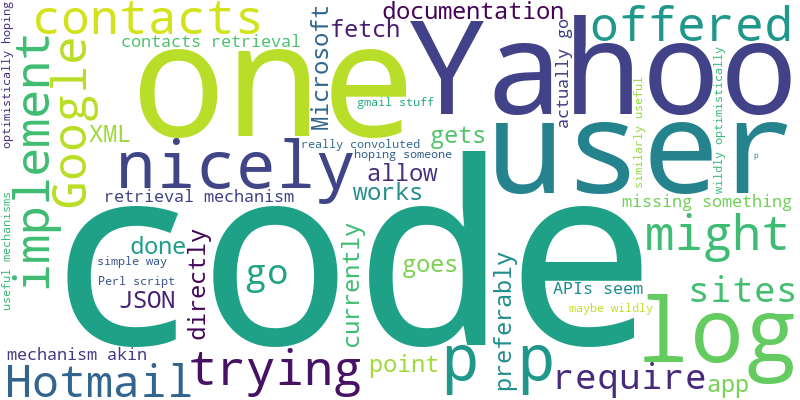 optimistically hoping
contacts
contacts retrieval
implement
Google
XML
one
Microsoft
fetch
documentation
gmail stuff
Yahoo
actually go
offered
similarly useful
wildly optimistically
really convoluted
hoping someone
gets
nicely
allow
works
user
p
retrieval mechanism
missing something
might
useful mechanisms
done
simple way
Perl script
JSON
directly
code
go
currently
goes
preferably
APIs seem
maybe wildly
sites
log
mechanism akin
Hotmail
trying
point
p
p
require
app